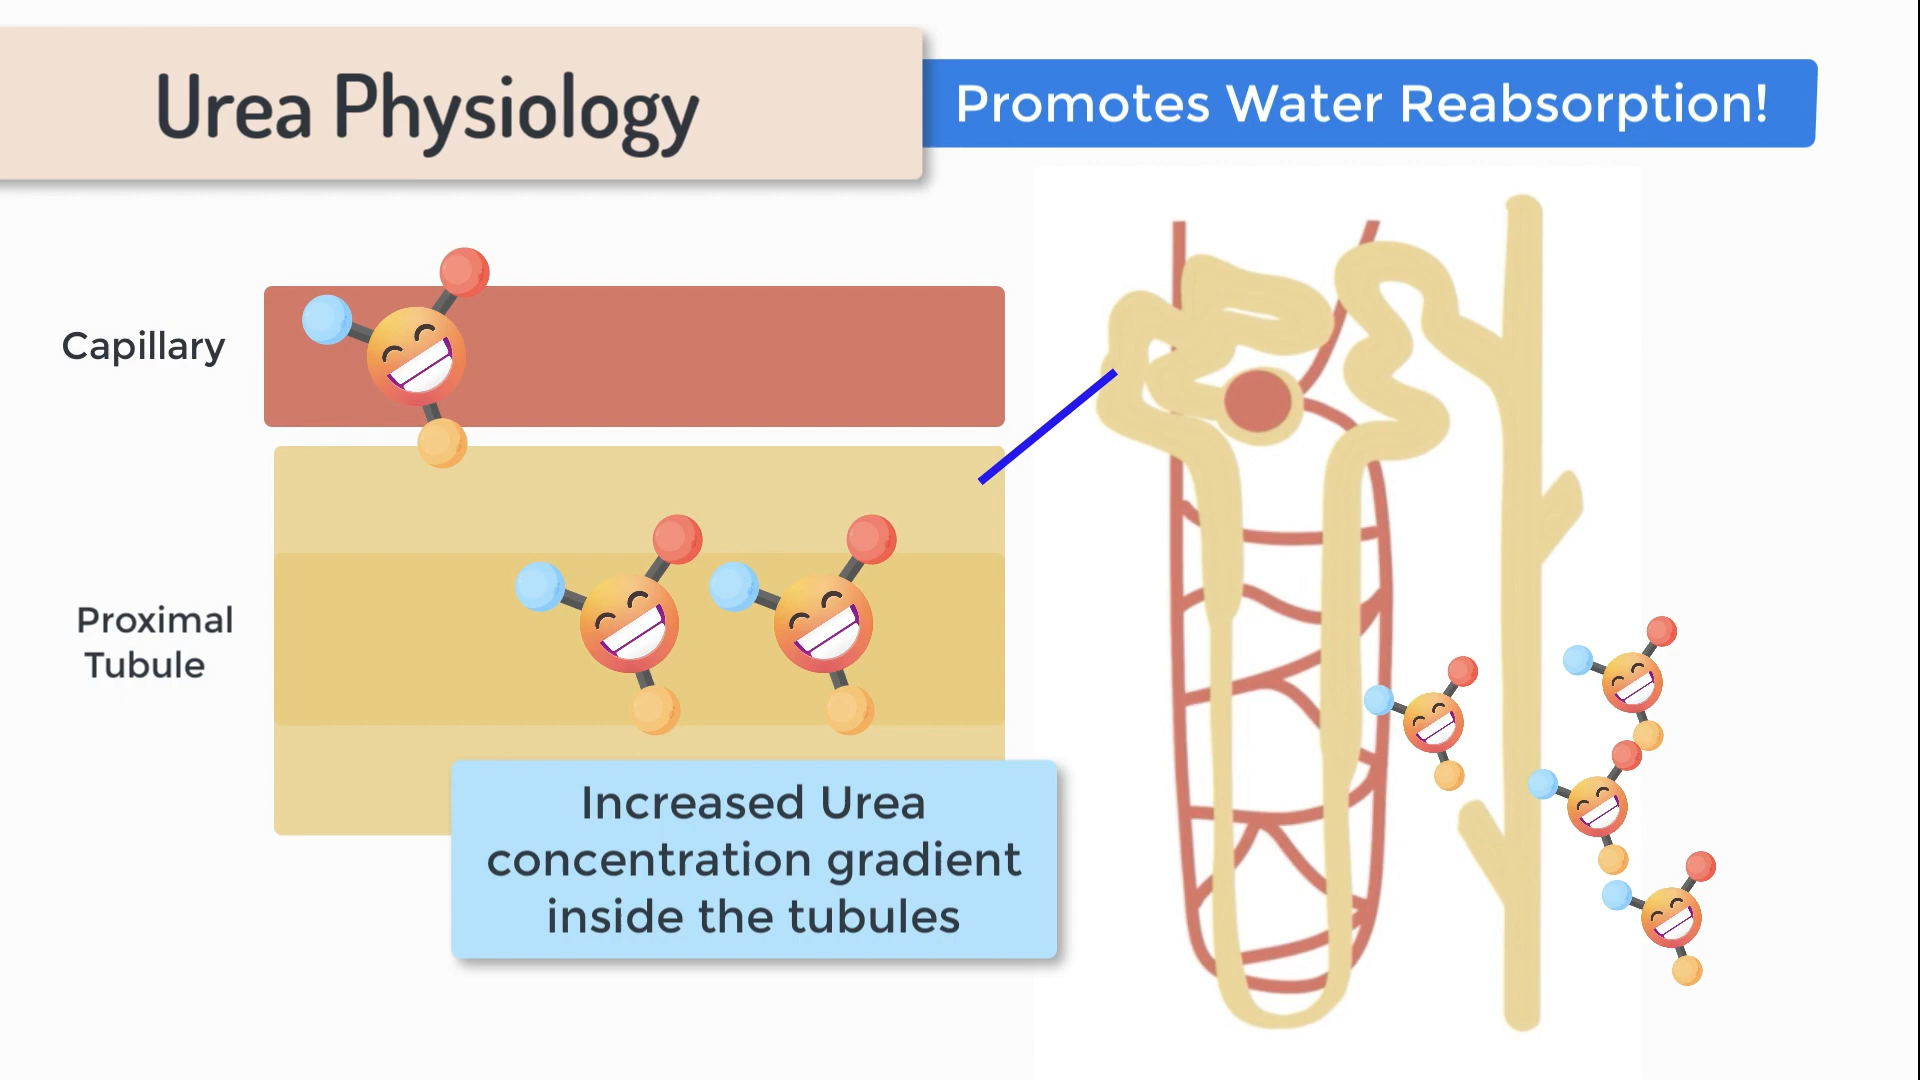 Urea Physiology
Promotes Water Reabsorption!
Capillary
Proximal
Tubule
Increased Urea
concentration gradient
inside the tubules